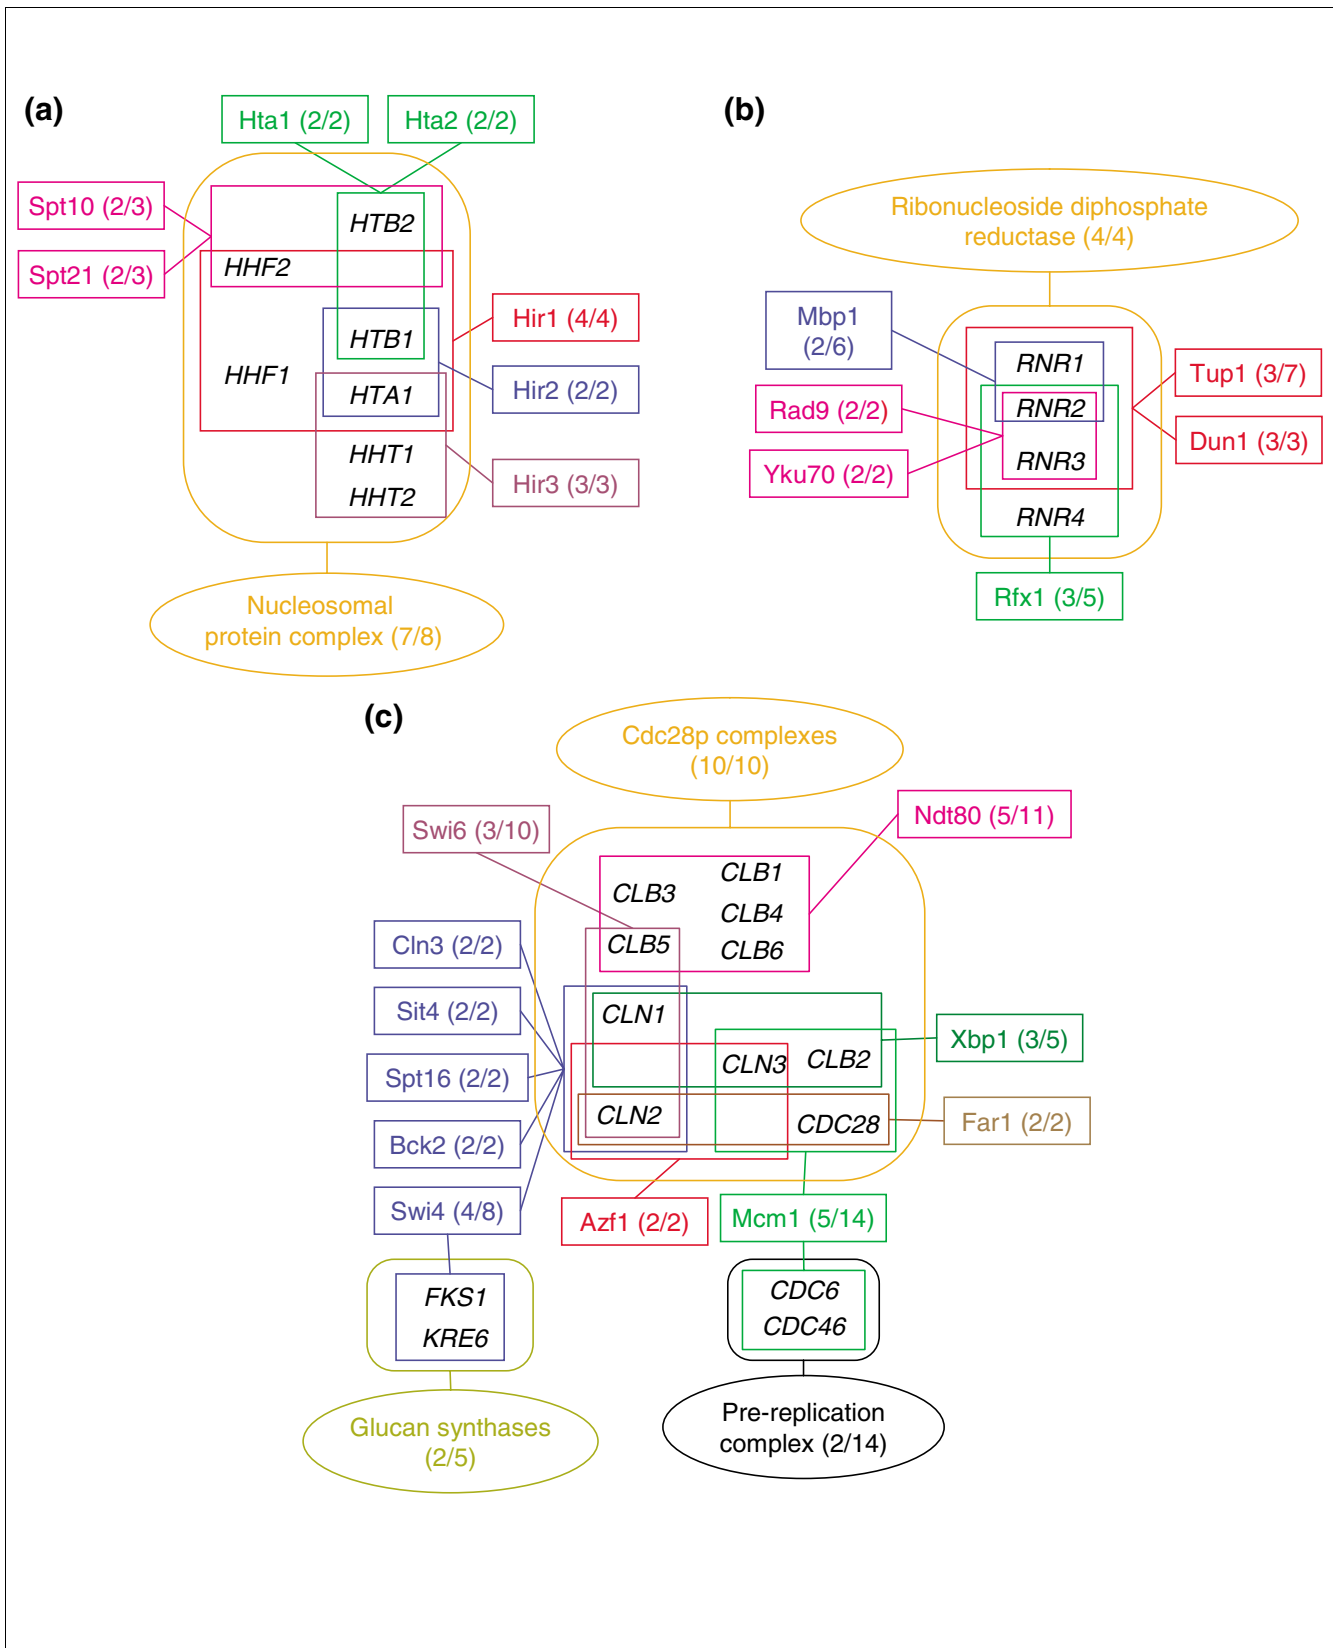 (a)
Hta1 (2/2)
Hta2 (2/2)
Spt10 (2/3)
Spt21 (2/3)
HTB2
HHF2
HTB1
HHF1
HTA1
HHT1
HHT2
Hir1 (4/4)
Hir2 (2/2)
Hir3 (3/3)
Nucleosomal
protein complex (7/8)
(b)
Ribonucleoside diphosphate
reductase (4/4)
Mbp1
(2/6)
Rad9 (2/2)
Yku70 (2/2)
RNR1
RNR2
RNR3
RNR4
Tup1 (3/7)
Dun1 (3/3)
Rfx1 (3/5)
(c)
Cdc28p complexes
(10/10)
Swi6 (3/10)
Ndt80 (5/11)
CLB1
CLB3
CLB4
CLB5
CLB6
Cln3 (2/2)
Sit4 (2/2)
Spt16 (2/2)
Bck2 (2/2)
Swi4 (4/8)
CLN1
CLN3
CLB2
CLN2
CDC28
Xbp1 (3/5)
Far1 (2/2)
Azf1 (2/2)
Mcm1 (5/14)
FKS1
KRE6
CDC6
CDC46
Glucan synthases
(2/5)
Pre-replication
complex (2/14)